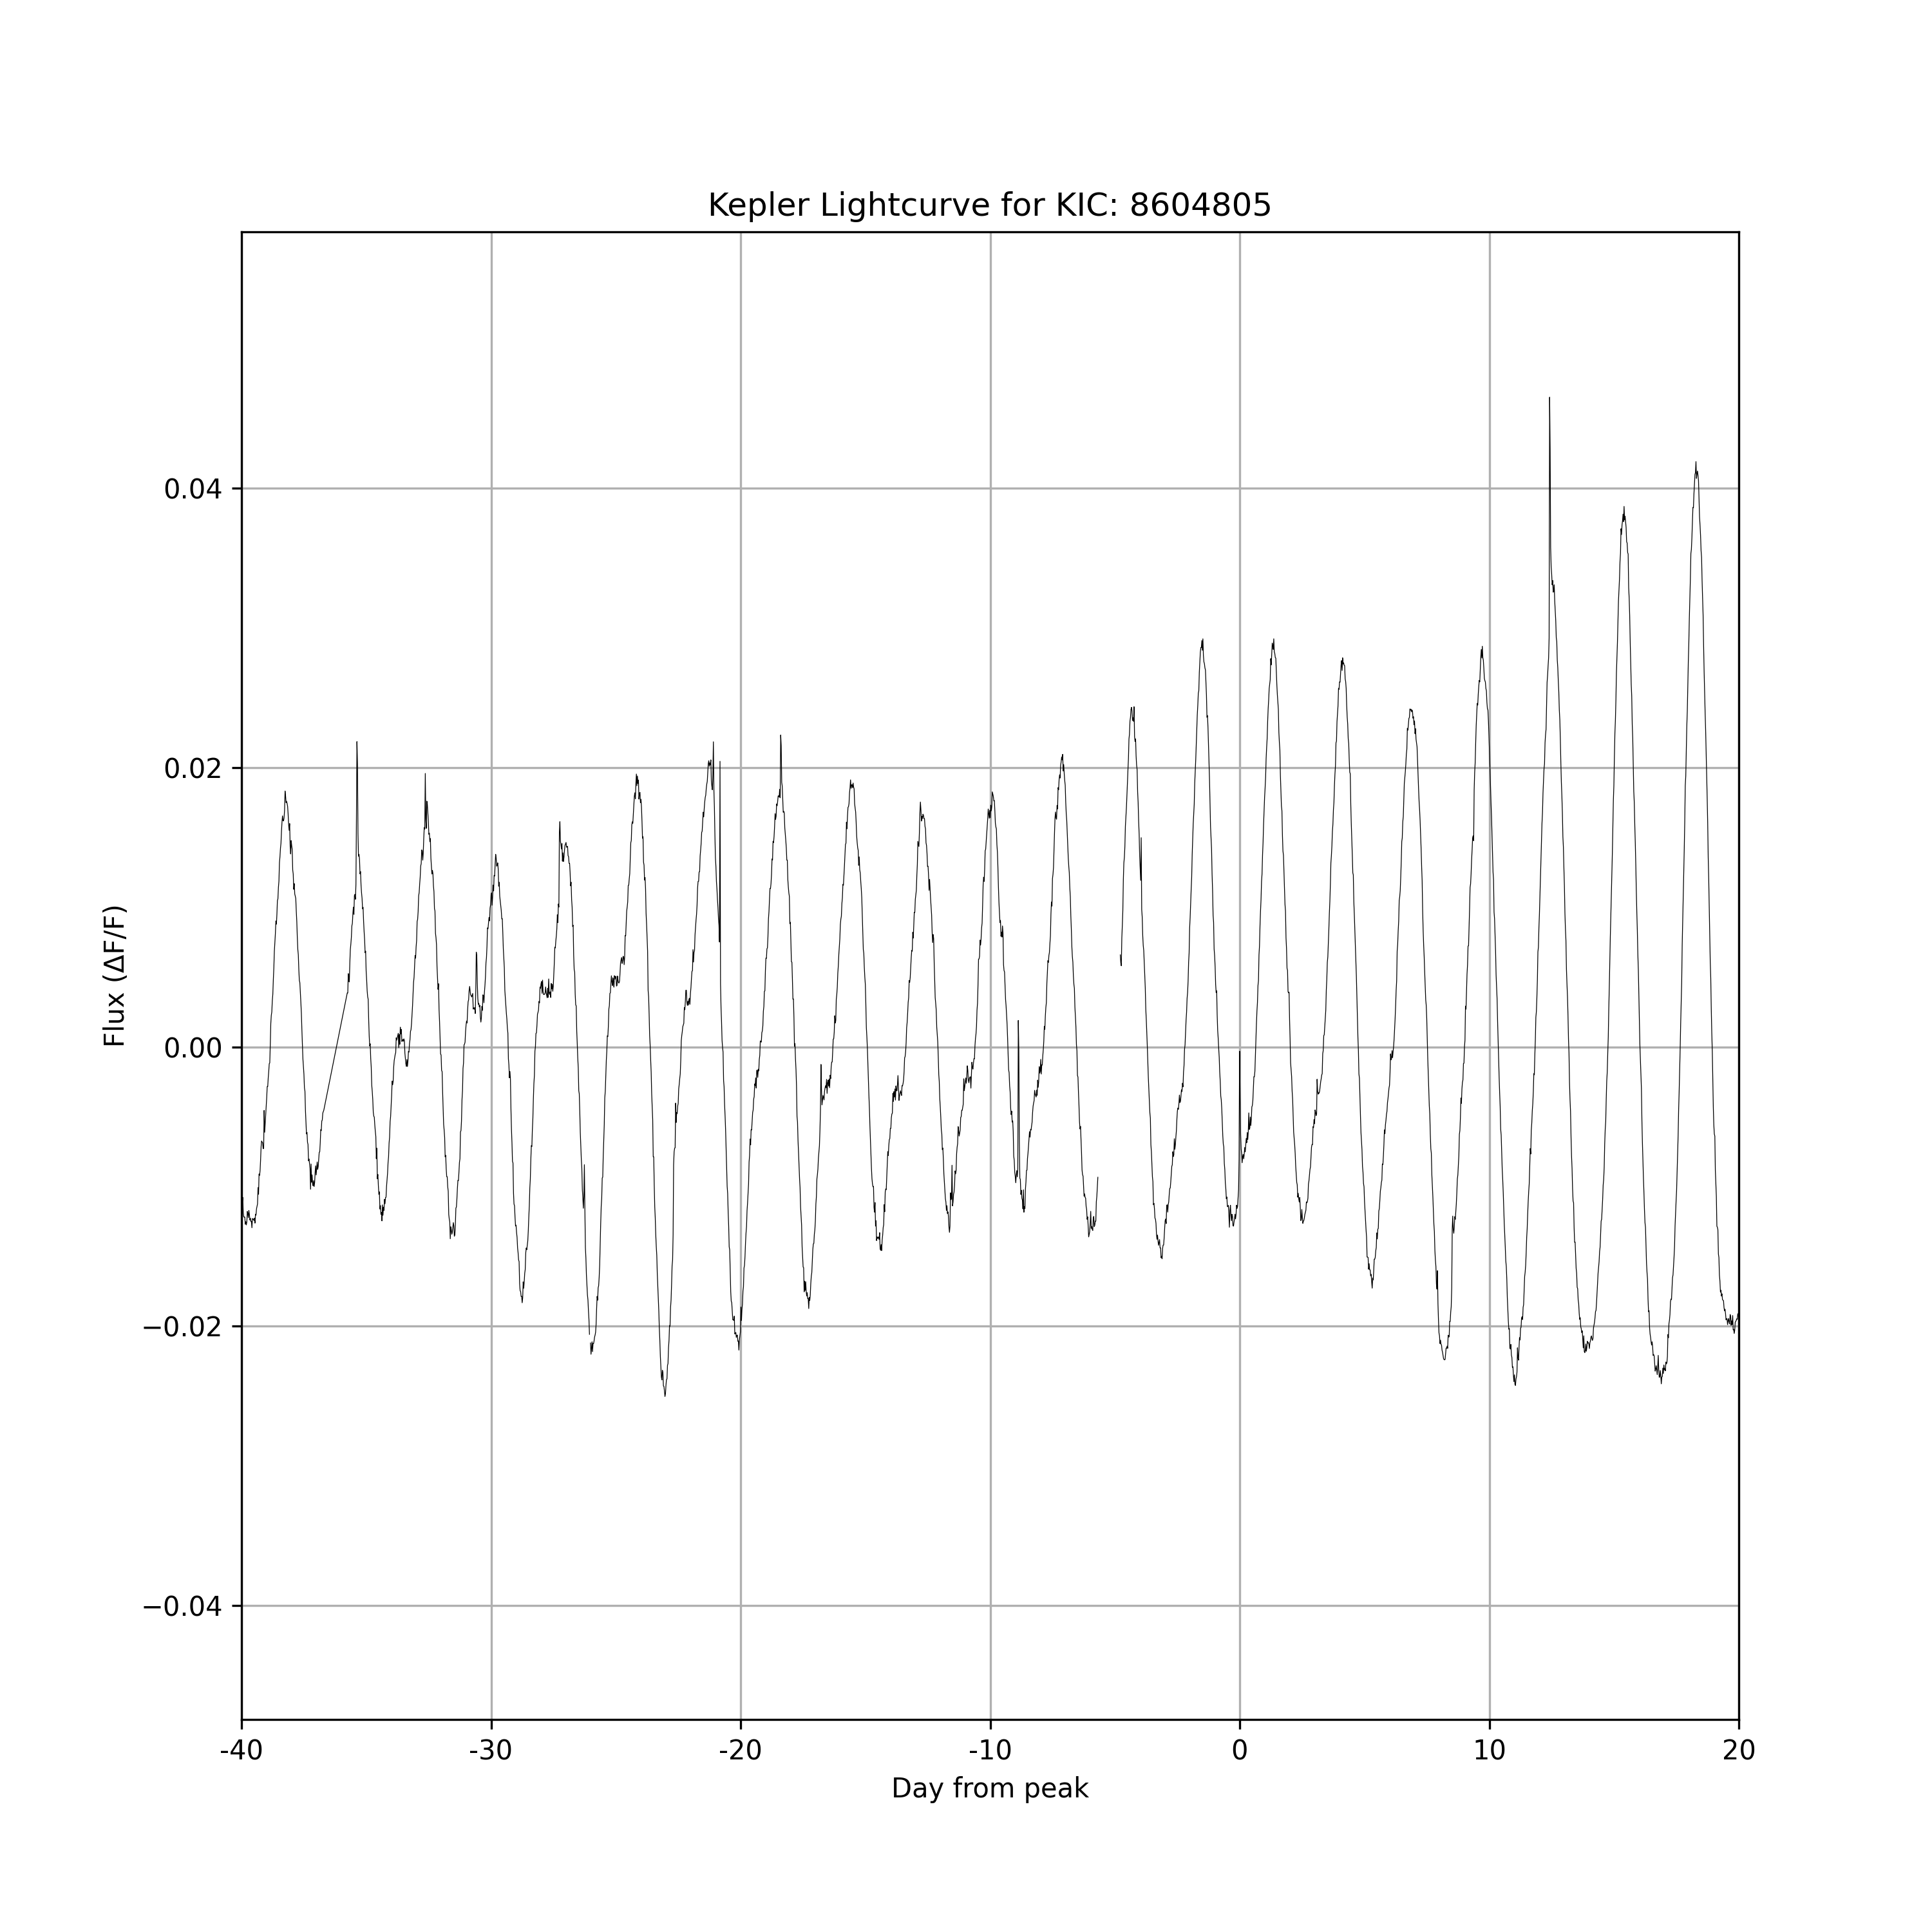 Kepler Lightcurve for KIC: 8604805
Flux (ΔF/F)
0.04
0.02
0.00
−0.02
−0.04
-40 -30 -20 -10 0 10 20
Day from peak